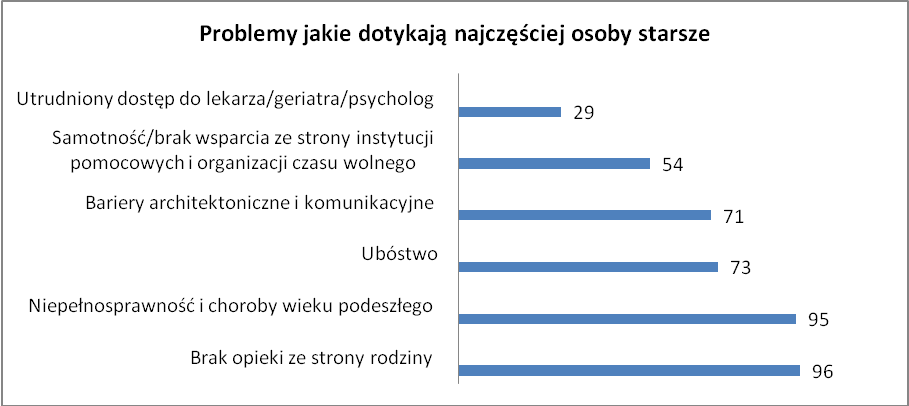 Problemy jakie dotykają najczęściej osoby starsze
Utrudniony dostęp do lekarza/geriatra/psycholog
29
Samotność/brak wsparcia ze strony instytucji
pomocowych i organizacji czasu wolnego
54
Bariery architektoniczne i komunikacyjne
71
Ubóstwo
73
Niepełnosprawność i choroby wieku podeszłego
95
Brak opieki ze strony rodziny
96